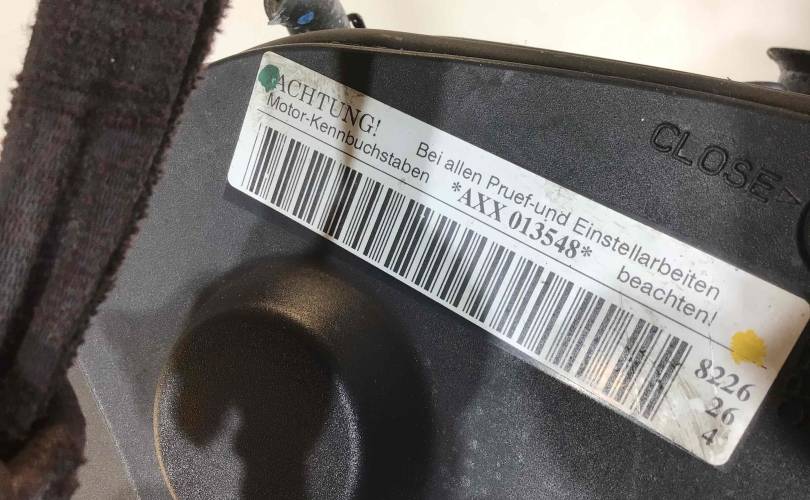 ACHTUNG! Bei allen Pruef-und Einstellarbeiten
Motor-Kennbuchstaben *AXX 013548* beachten!
8226
26
4
CLOSE>